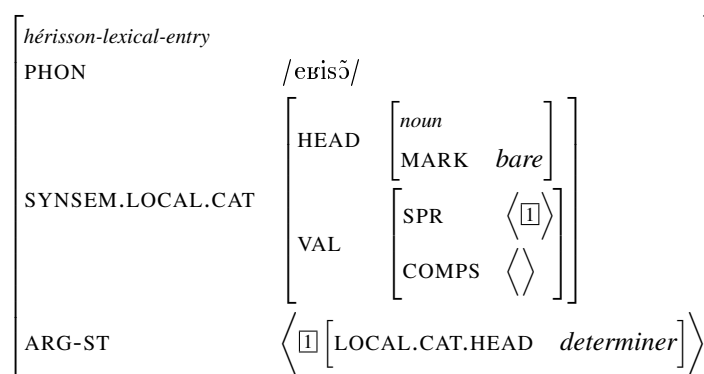 hérisson-lexical-entry
PHON /eʁisɔ̃/
SYNSEM.LOCAL.CAT
HEAD
noun
MARK bare
VAL
SPR ⟨1⟩
COMPS ⟨⟩
ARG-ST ⟨1[LOCAL.CAT.HEAD determiner]⟩